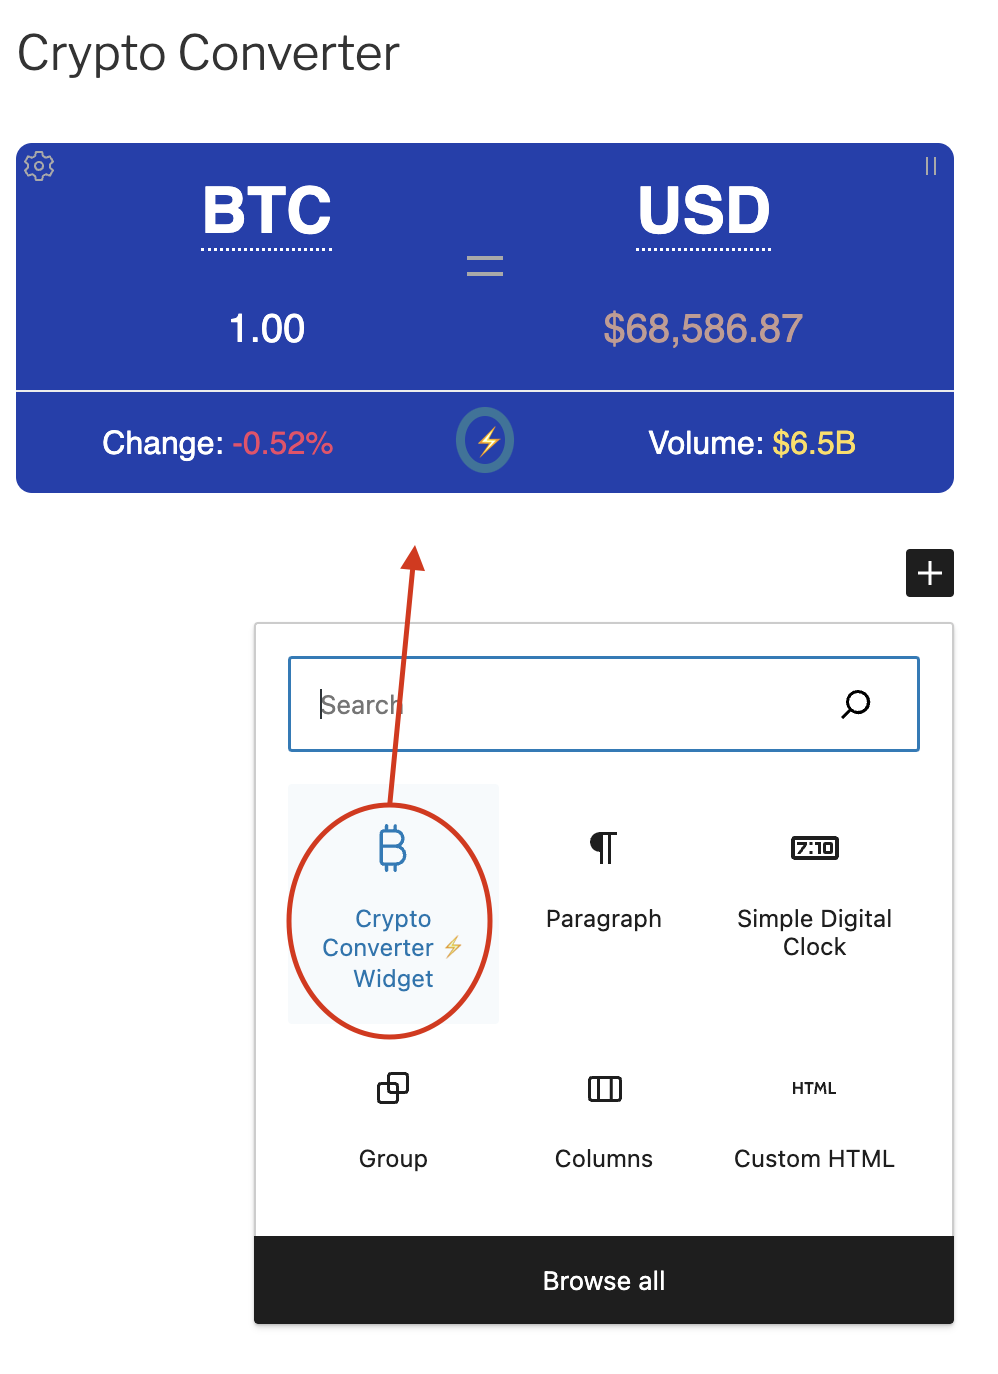 Crypto Converter
BTC
USD
=
1.00
$68,586.87
Change: -0.52%
⚡
Volume: $6.5B
+
Search
Crypto
Converter ⚡
Widget
Paragraph
7:10
Simple Digital
Clock
Group
Columns
HTML
Custom HTML
Browse all